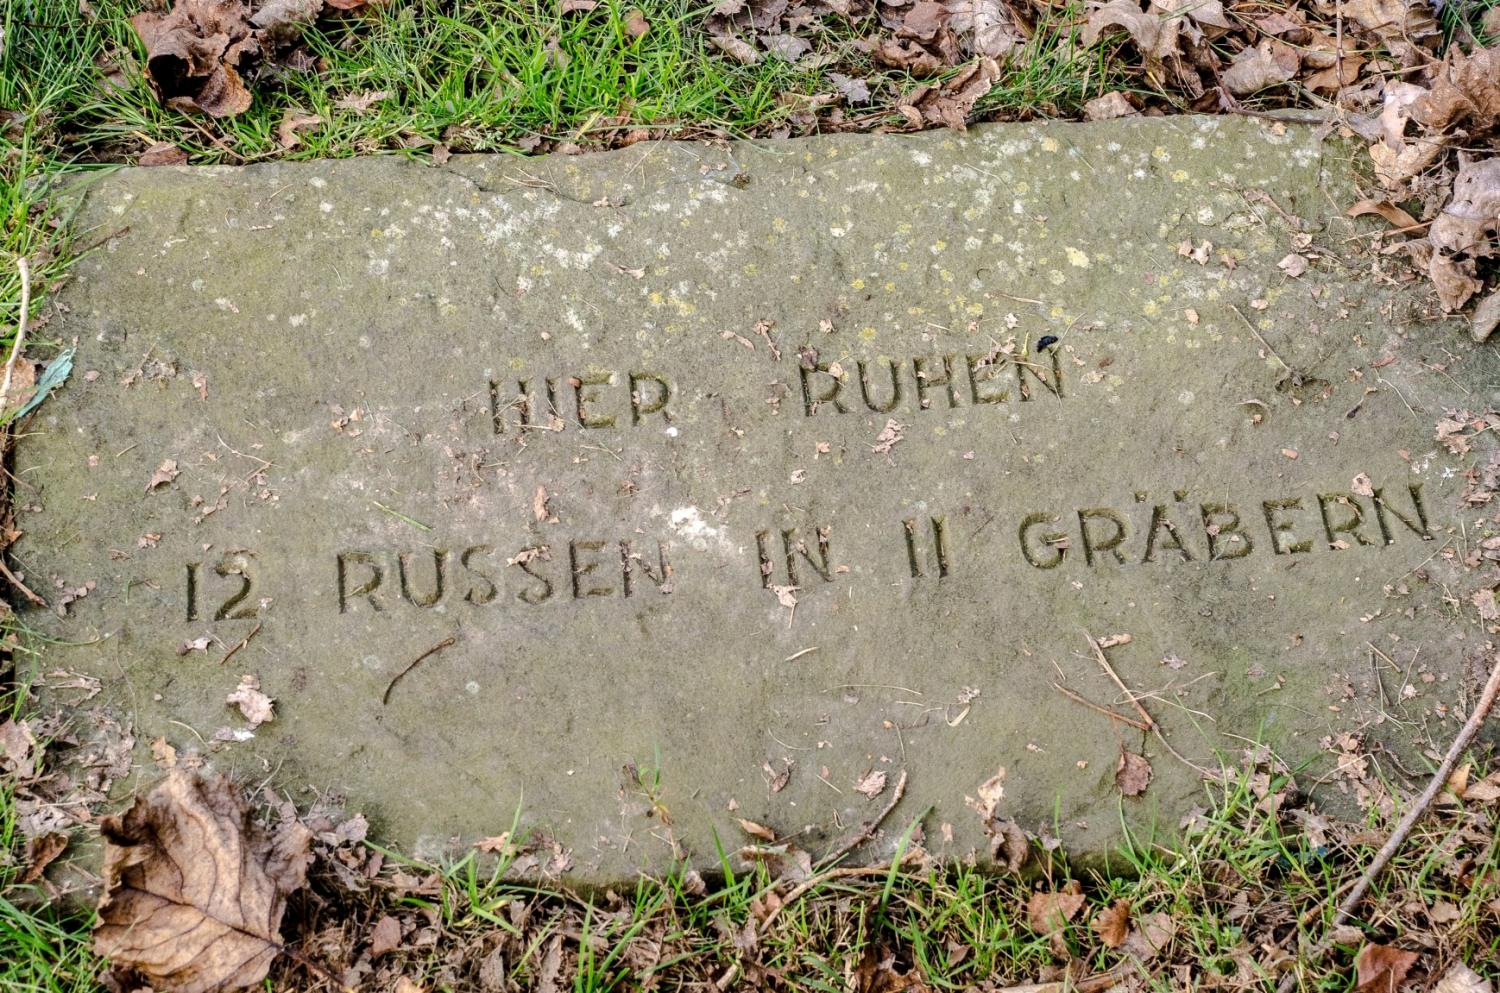 HIER RUHEN
12 RUSSEN IN 11 GRÄBERN